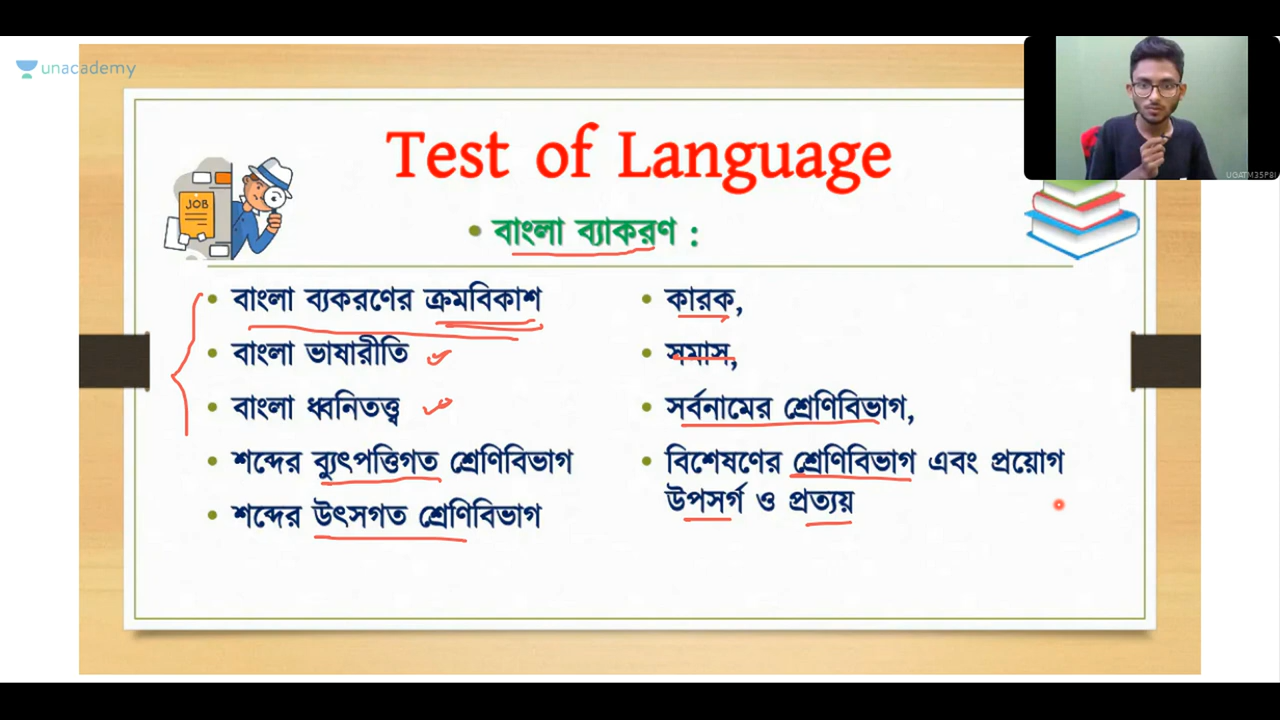 unacademy
UGATM35P8I
Test of Language
JOB
• বাংলা ব্যাকরণ :
• বাংলা ব্যকরণের ক্রমবিকাশ
• বাংলা ভাষারীতি
• বাংলা ধ্বনিতত্ত্ব
• শব্দের ব্যুৎপত্তিগত শ্রেণিবিভাগ
• শব্দের উৎসগত শ্রেণিবিভাগ
• কারক,
• সমাস,
• সর্বনামের শ্রেণিবিভাগ,
• বিশেষণের শ্রেণিবিভাগ এবং প্রয়োগ
উপসর্গ ও প্রত্যয়